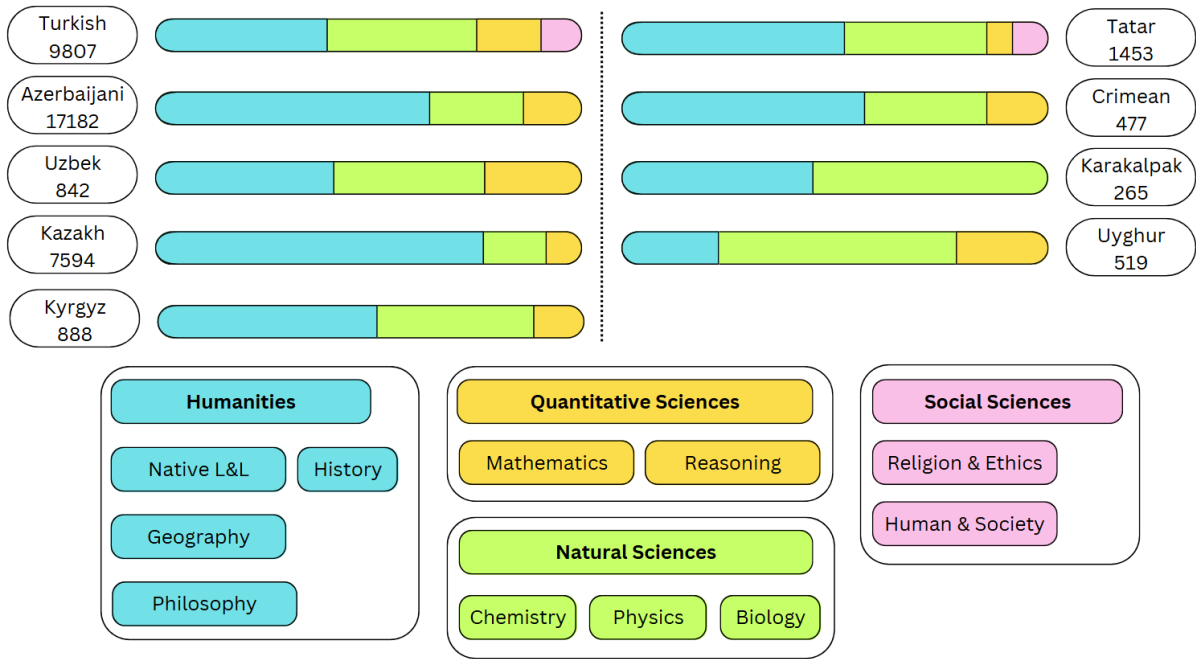 Turkish
9807
Azerbaijani
17182
Uzbek
842
Kazakh
7594
Kyrgyz
888
Tatar
1453
Crimean
477
Karakalpak
265
Uyghur
519
Humanities
Native L&L
History
Geography
Philosophy
Quantitative Sciences
Mathematics
Reasoning
Natural Sciences
Chemistry
Physics
Biology
Social Sciences
Religion & Ethics
Human & Society